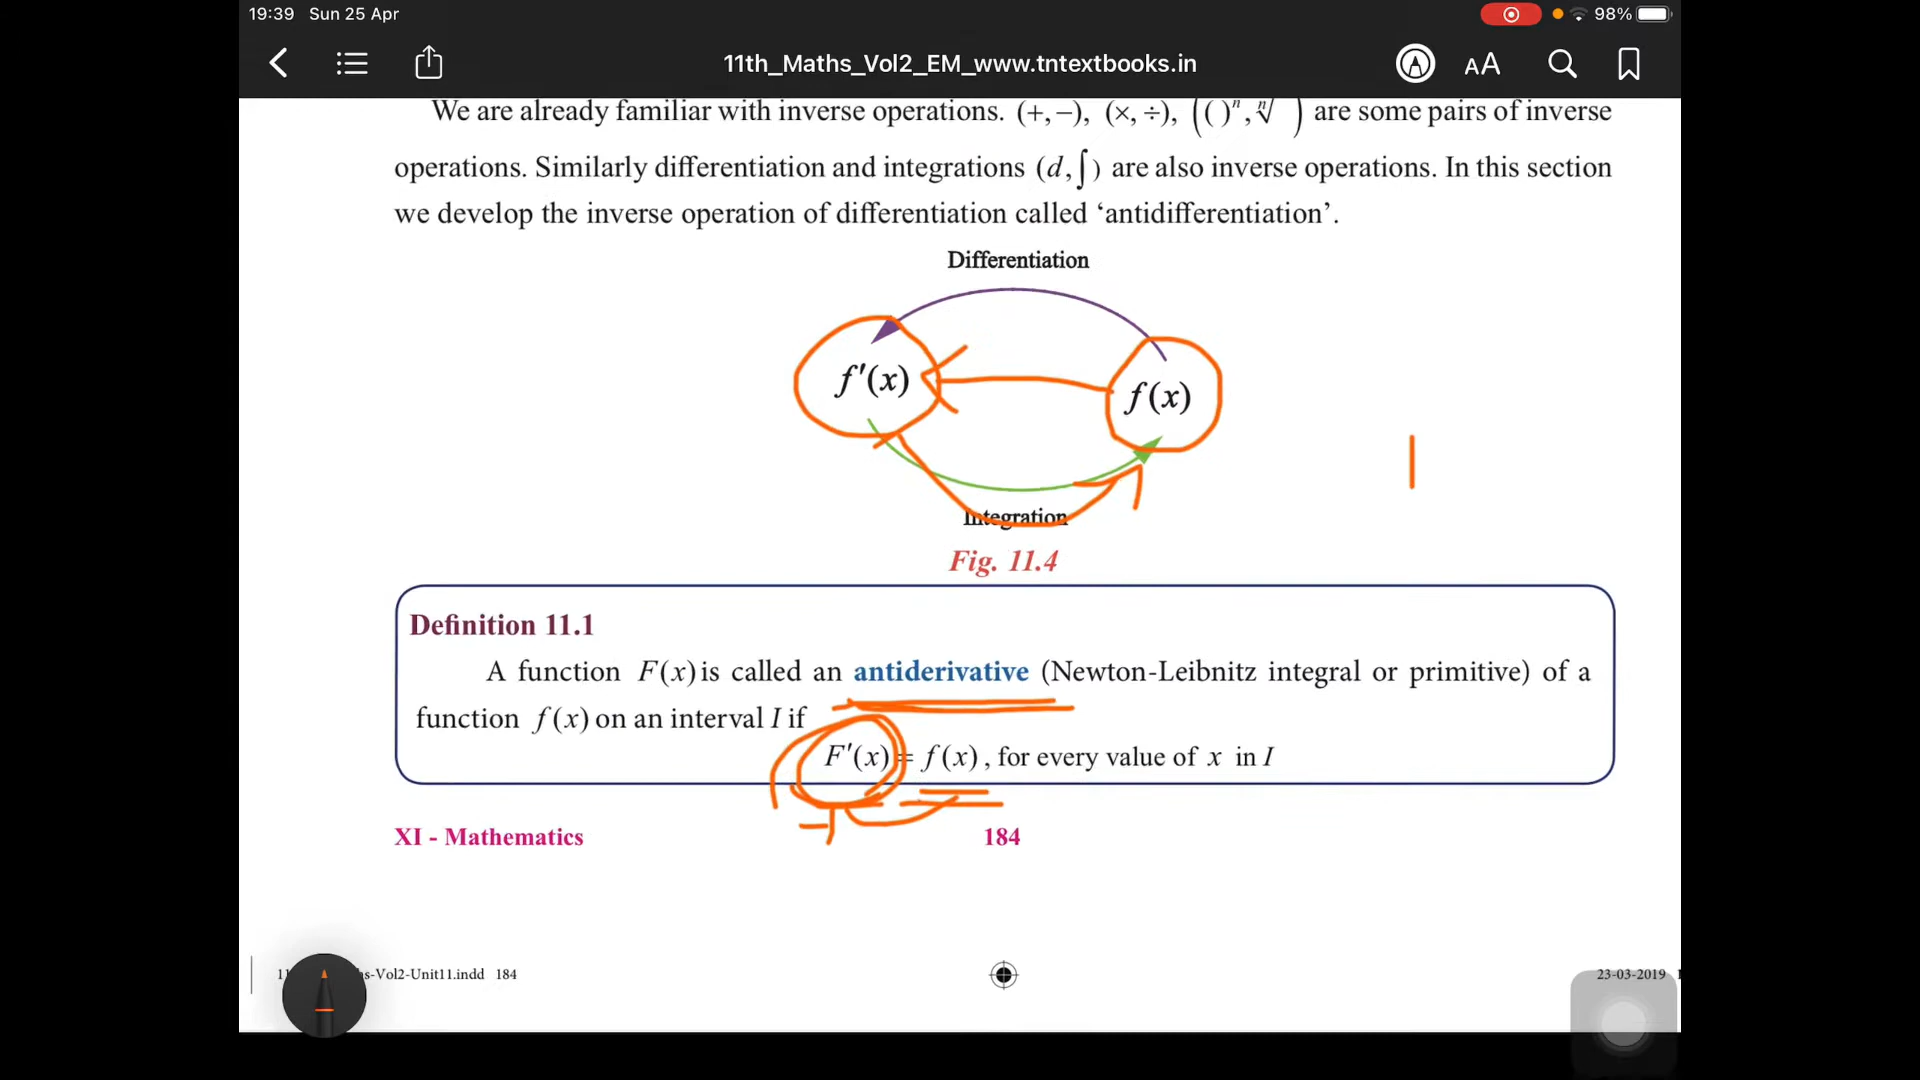 19:39 Sun 25 Apr
98%
11th_Maths_Vol2_EM_www.tntextbooks.in
AA
We are already familiar with inverse operations. (+,−), (×,÷), (( )ⁿ, ⁿ√ ) are some pairs of inverse
operations. Similarly differentiation and integrations (d,∫) are also inverse operations. In this section
we develop the inverse operation of differentiation called ‘antidifferentiation’.
Differentiation
f′(x)
f(x)
Integration
Fig. 11.4
Definition 11.1
A function F(x) is called an antiderivative (Newton-Leibnitz integral or primitive) of a
function f(x) on an interval I if
F′(x) = f(x), for every value of x in I
XI - Mathematics
184
s-Vol2-Unit11.indd 184
23-03-2019